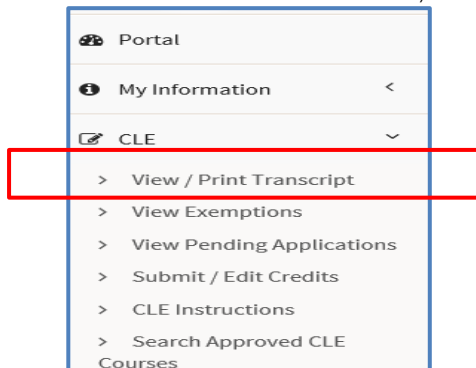 Portal
My Information <
CLE
> View / Print Transcript
> View Exemptions
> View Pending Applications
> Submit / Edit Credits
> CLE Instructions
> Search Approved CLE
Courses